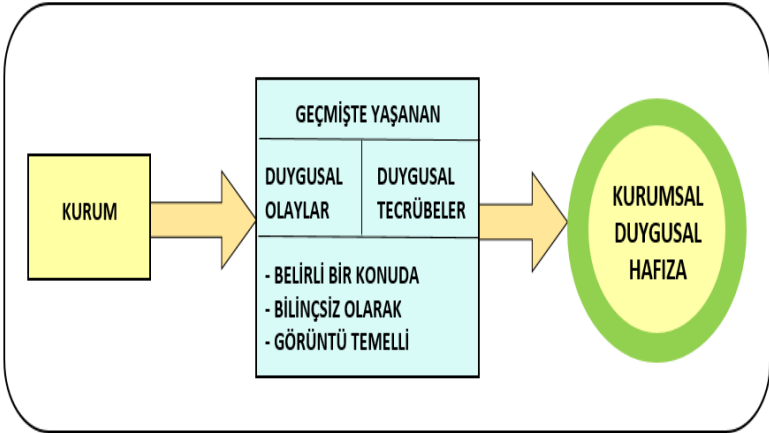 KURUM
GEÇMİŞTE YAŞANAN
DUYGUSAL
OLAYLAR
DUYGUSAL
TECRÜBELER
- BELİRLİ BİR KONUDA
- BİLİNÇSİZ OLARAK
- GÖRÜNTÜ TEMELLİ
KURUMSAL
DUYGUSAL
HAFIZA